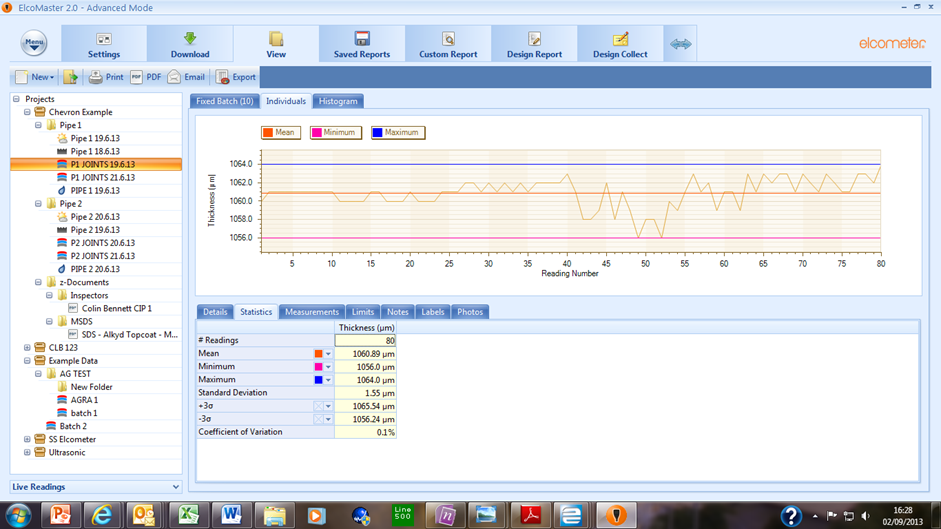 ElcoMaster 2.0 - Advanced Mode
Menu
Settings
Download
View
Saved Reports
Custom Report
Design Report
Design Collect
elcometer
New
Print
PDF
PDF
Email
Export
Projects
Chevron Example
Pipe 1
Pipe 1 19.6.13
Pipe 1 18.6.13
P1 JOINTS 19.6.13
P1 JOINTS 21.6.13
PIPE 1 19.6.13
Pipe 2
Pipe 2 20.6.13
Pipe 2 19.6.13
P2 JOINTS 20.6.13
P2 JOINTS 21.6.13
PIPE 2 20.6.13
z-Documents
Inspectors
Colin Bennett CIP 1
MSDS
SDS - Alkyd Topcoat - M...
CLB 123
Example Data
AG TEST
New Folder
AGRA 1
batch 1
Batch 2
SS Elcometer
Ultrasonic
Live Readings
Fixed Batch (10)
Individuals
Histogram
Mean
Minimum
Maximum
Thickness (µm)
1064.0
1062.0
1060.0
1058.0
1056.0
5 10 15 20 25 30 35 40 45 50 55 60 65 70 75 80
Reading Number
Details
Statistics
Measurements
Limits
Notes
Labels
Photos
Thickness (µm)
# Readings 80
Mean 1060.89 µm
Minimum 1056.0 µm
Maximum 1064.0 µm
Standard Deviation 1.55 µm
+3σ 1065.54 µm
-3σ 1056.24 µm
Coefficient of Variation 0.1%
Line
500
16:28
02/09/2013